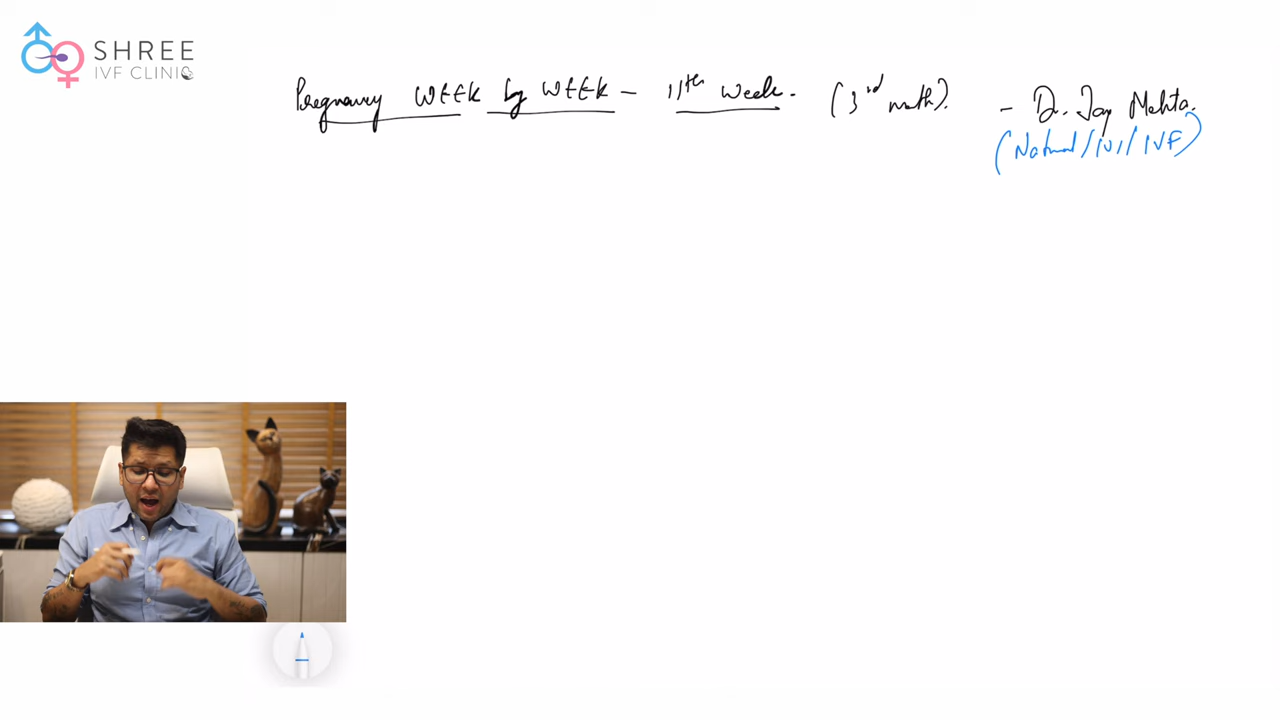 SHREE
IVF CLINIC
Pregnancy WEEK by WEEK - 11th Week. (3rd month). - Dr. Jay Mehta.
(Natural/IUI/IVF)